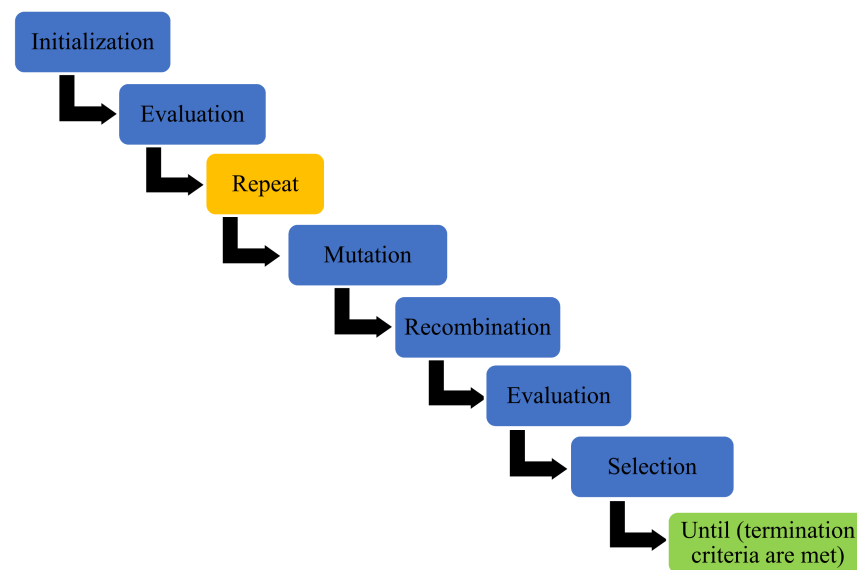 Initialization
Evaluation
Repeat
Mutation
Recombination
Evaluation
Selection
Until (termination
criteria are met)